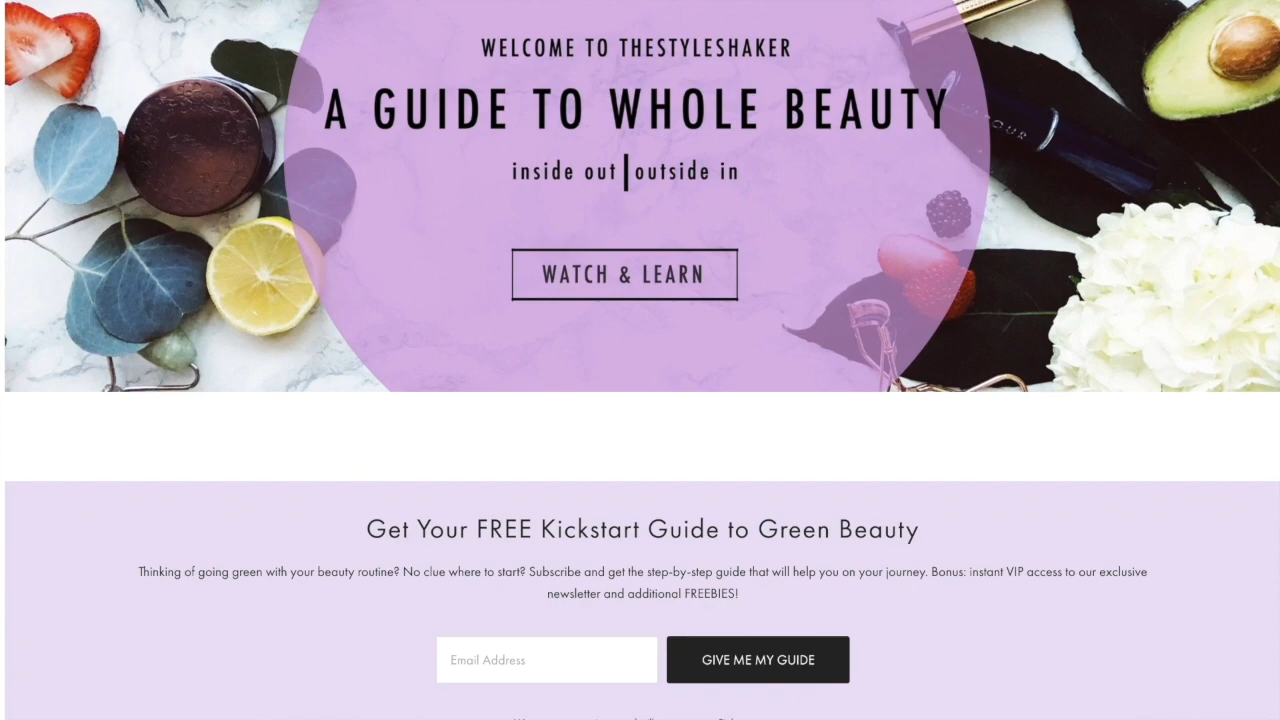 WELCOME TO THESTYLESHAKER
A GUIDE TO WHOLE BEAUTY
inside out|outside in
WATCH & LEARN
Get Your FREE Kickstart Guide to Green Beauty
Thinking of going green with your beauty routine? No clue where to start? Subscribe and get the step-by-step guide that will help you on your journey. Bonus: instant VIP access to our exclusive
newsletter and additional FREEBIES!
Email Address
GIVE ME MY GUIDE